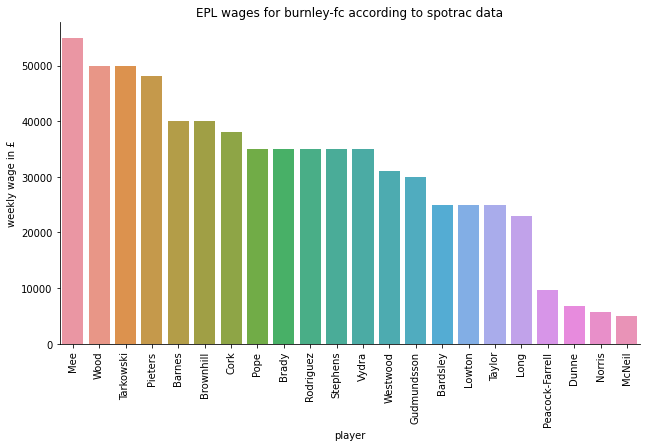 EPL wages for burnley-fc according to spotrac data
weekly wage in £
50000
40000
30000
20000
10000
0
Mee
Wood
Tarkowski
Pieters
Barnes
Brownhill
Cork
Pope
Brady
Rodriguez
Stephens
Vydra
Westwood
Gudmundsson
Bardsley
Lowton
Taylor
Long
Peacock-Farrell
Dunne
Norris
McNeil
player